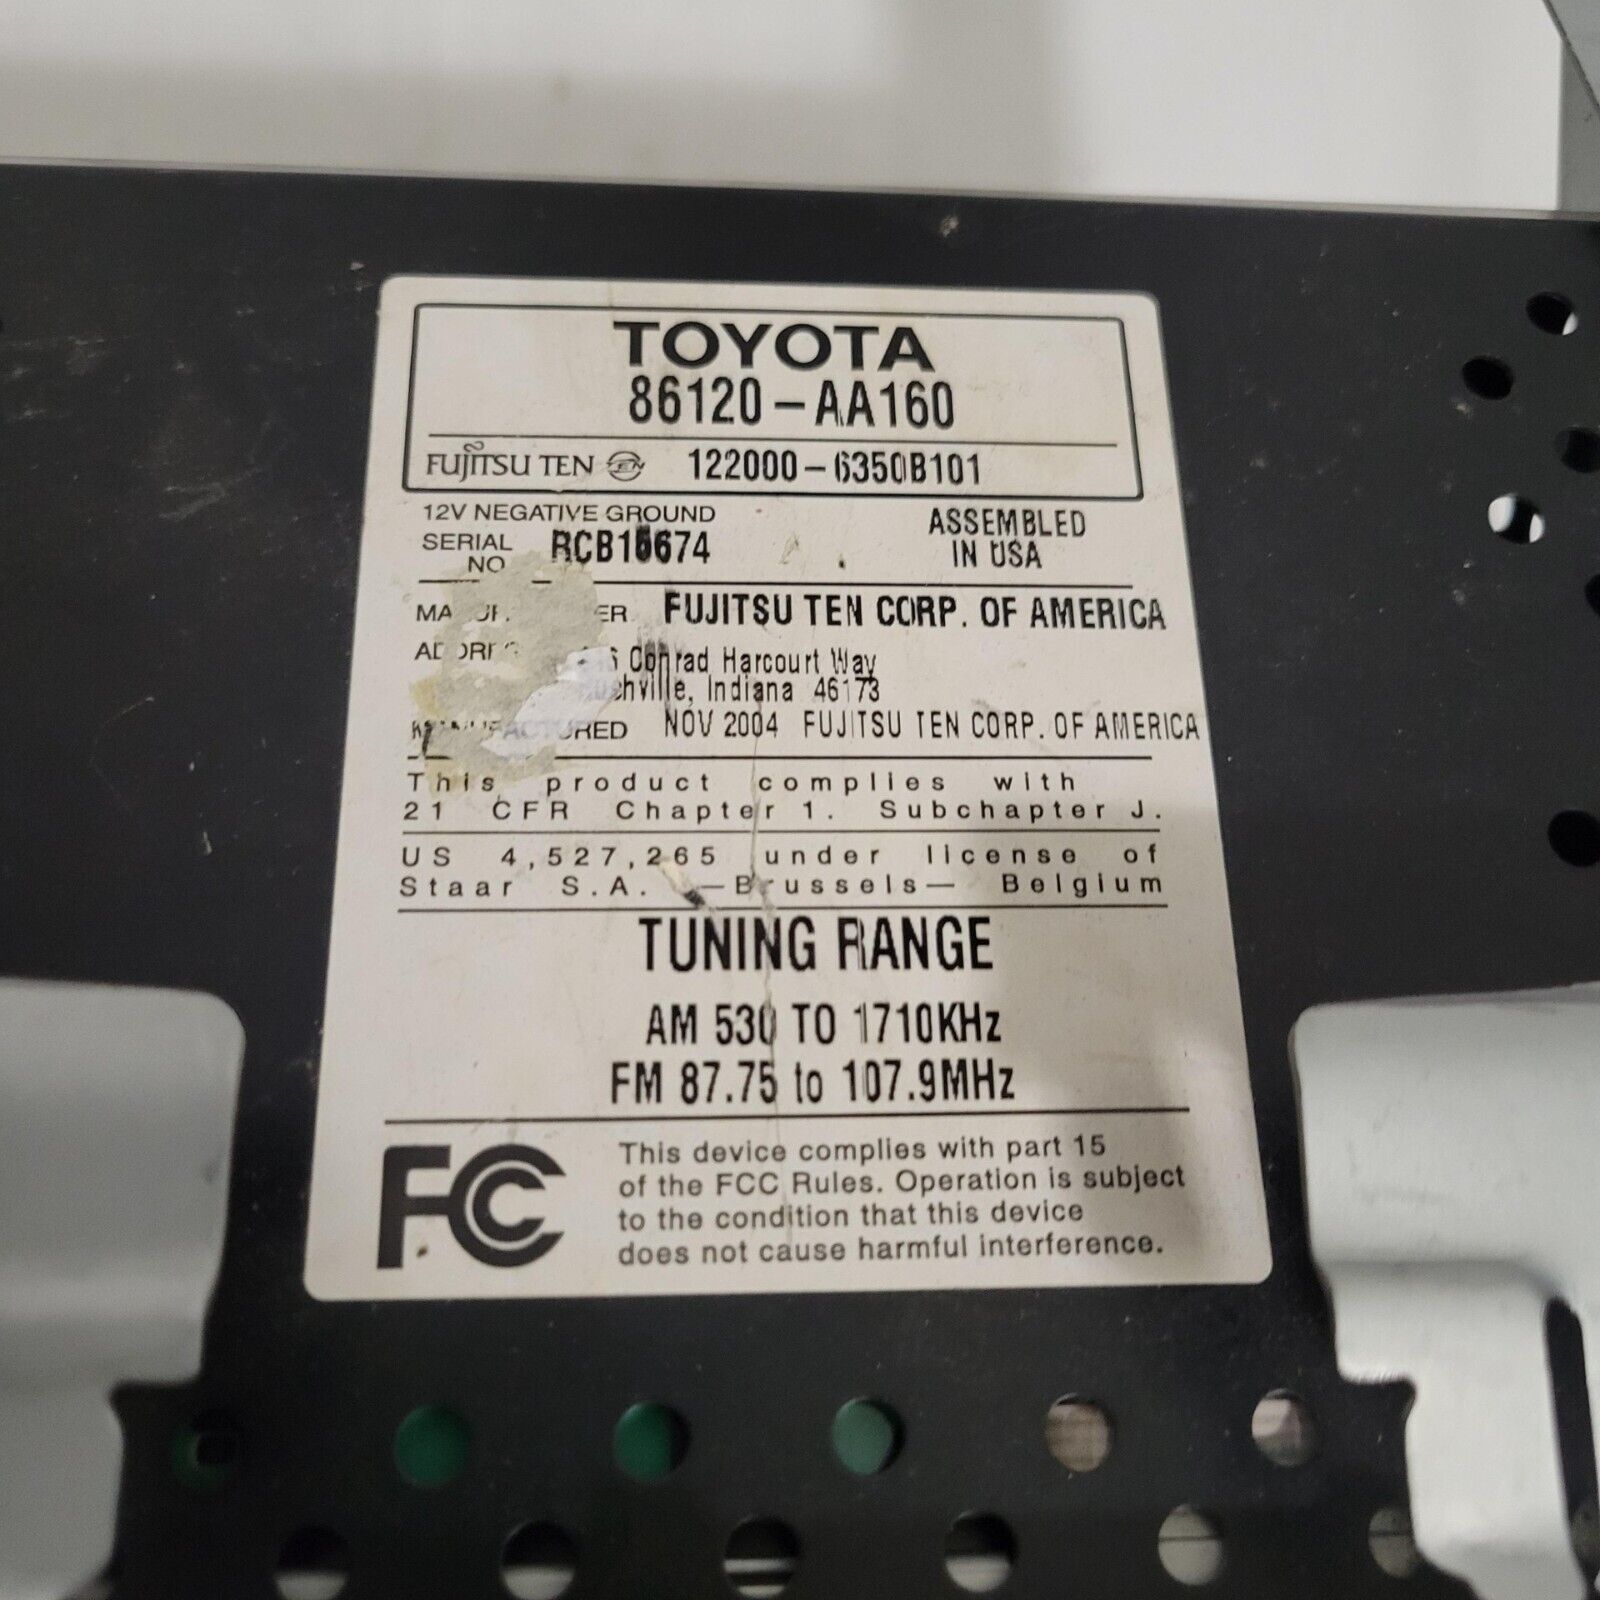 TOYOTA
86120-AA160
FUJITSU TEN TEN 122000-6350B101
12V NEGATIVE GROUND
SERIAL NO. ASSEMBLED
IN USA
FUJITSU TEN CORP. OF AMERICA
Conrad Harcourt Way
Indiana 46173
NOV 2004 FUJITSU TEN CORP. OF AMERICA
This product complies with
21 CFR Chapter 1. Subchapter J.
US 4,527,265 under license of
Staar S.A. -Brussels- Belgium
TUNING RANGE
AM 530 TO 1710KHz
FM 87.75 to 107.9MHz
FCC
This device complies with part 15
of the FCC Rules. Operation is subject
to the condition that this device
does not cause harmful interference.